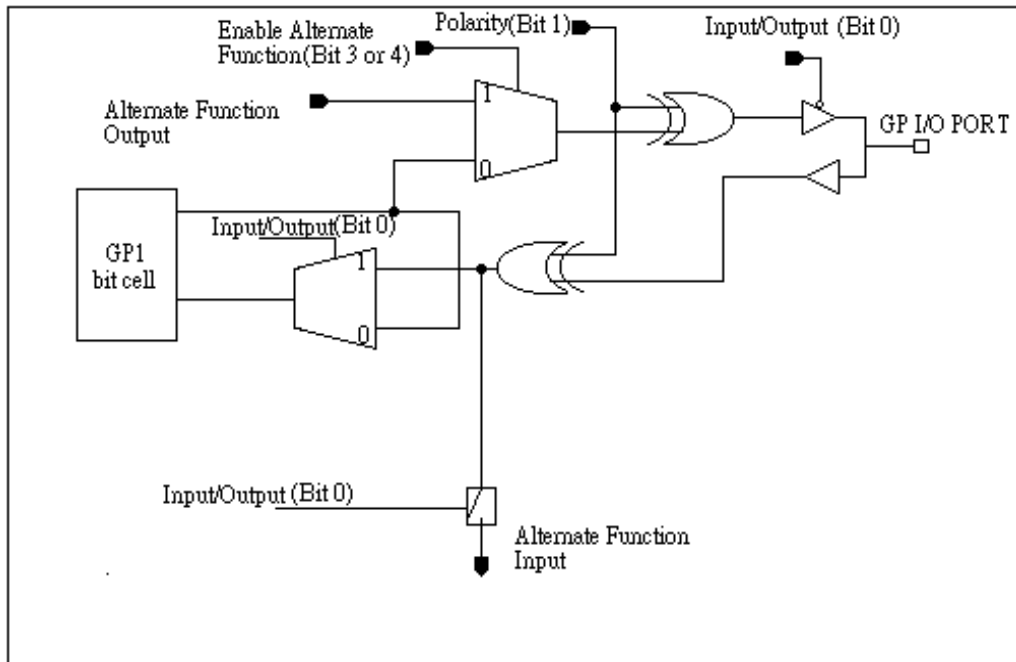 Polarity(Bit 1)
Input/Output (Bit 0)
Enable Alternate
Function(Bit 3 or 4)
1
Alternate Function
Output
GP I/O PORT
0
Input/Output(Bit 0)
GP1
bit cell
1
0
Input/Output (Bit 0)
Alternate Function
Input